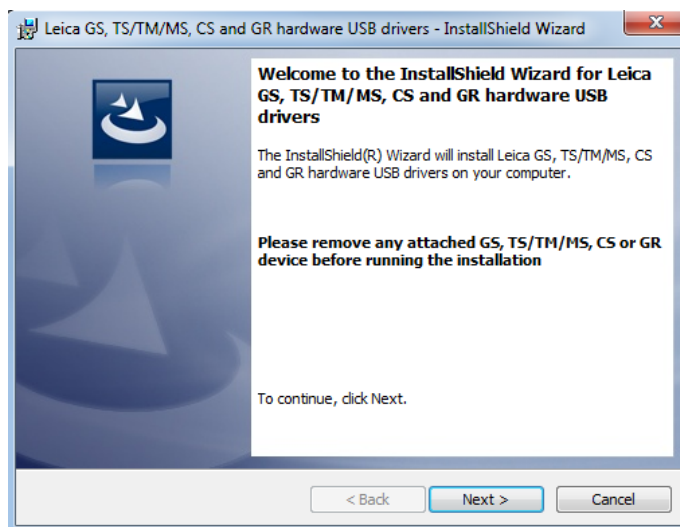 Leica GS, TS/TM/MS, CS and GR hardware USB drivers - InstallShield Wizard
Welcome to the InstallShield Wizard for Leica
GS, TS/TM/MS, CS and GR hardware USB
drivers
The InstallShield(R) Wizard will install Leica GS, TS/TM/MS, CS
and GR hardware USB drivers on your computer.
Please remove any attached GS, TS/TM/MS, CS or GR
device before running the installation
To continue, click Next.
< Back
Next >
Cancel